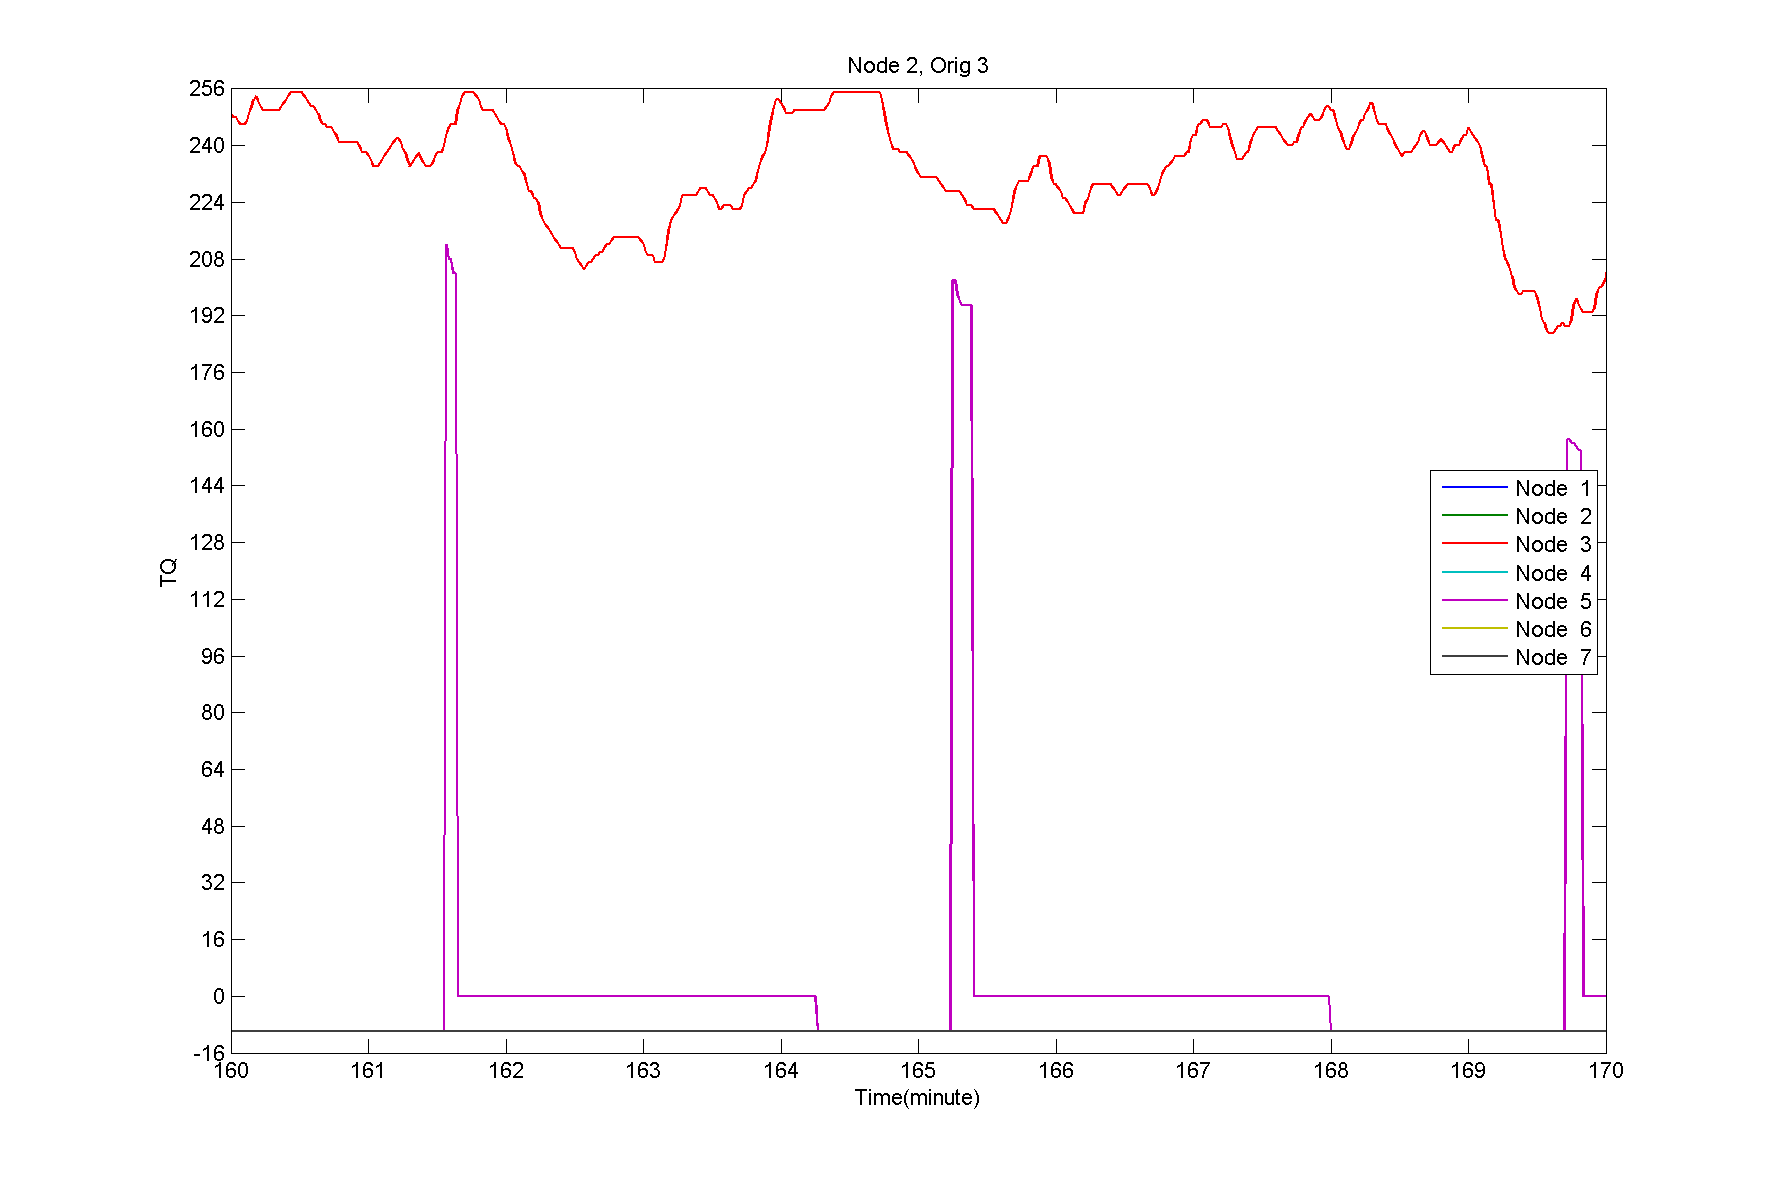 Node 2, Orig 3
256
240
224
208
192
176
160
144
128
112
96
80
64
48
32
16
0
-16
TQ
Node 1
Node 2
Node 3
Node 4
Node 5
Node 6
Node 7
160 161 162 163 164 165 166 167 168 169 170
Time(minute)